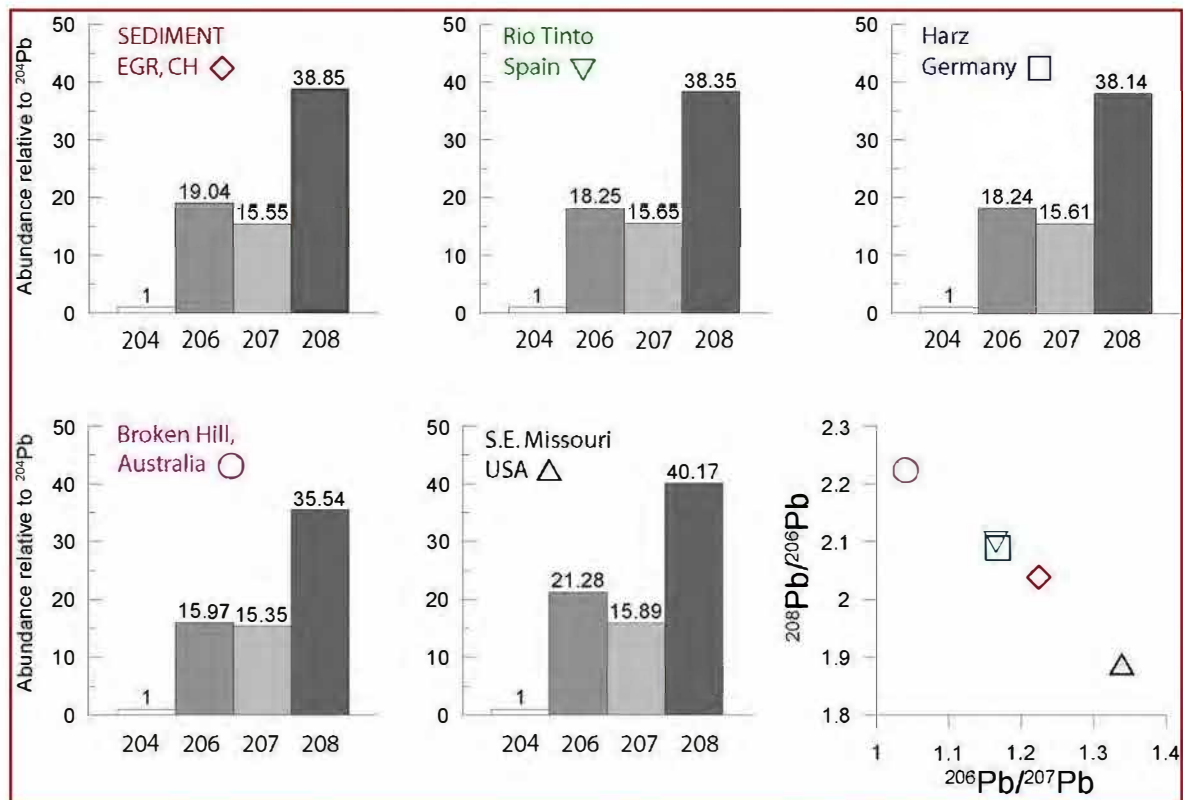 SEDIMENT
EGR, CH
Abundance relative to ²⁰⁴Pb
50
40
30
20
10
0
1
19.04
15.55
38.85
204 206 207 208
Rio Tinto
Spain
50
40
30
20
10
0
1
18.25
15.65
38.35
204 206 207 208
Harz
Germany
50
40
30
20
10
0
1
18.24
15.61
38.14
204 206 207 208
Broken Hill,
Australia
Abundance relative to ²⁰⁴Pb
50
40
30
20
10
0
1
15.97
15.35
35.54
204 206 207 208
S.E. Missouri
USA
50
40
30
20
10
0
1
21.28
15.89
40.17
204 206 207 208
²⁰⁸Pb/²⁰⁶Pb
2.3
2.2
2.1
2
1.9
1.8
1 1.1 1.2 1.3 1.4
²⁰⁶Pb/²⁰⁷Pb